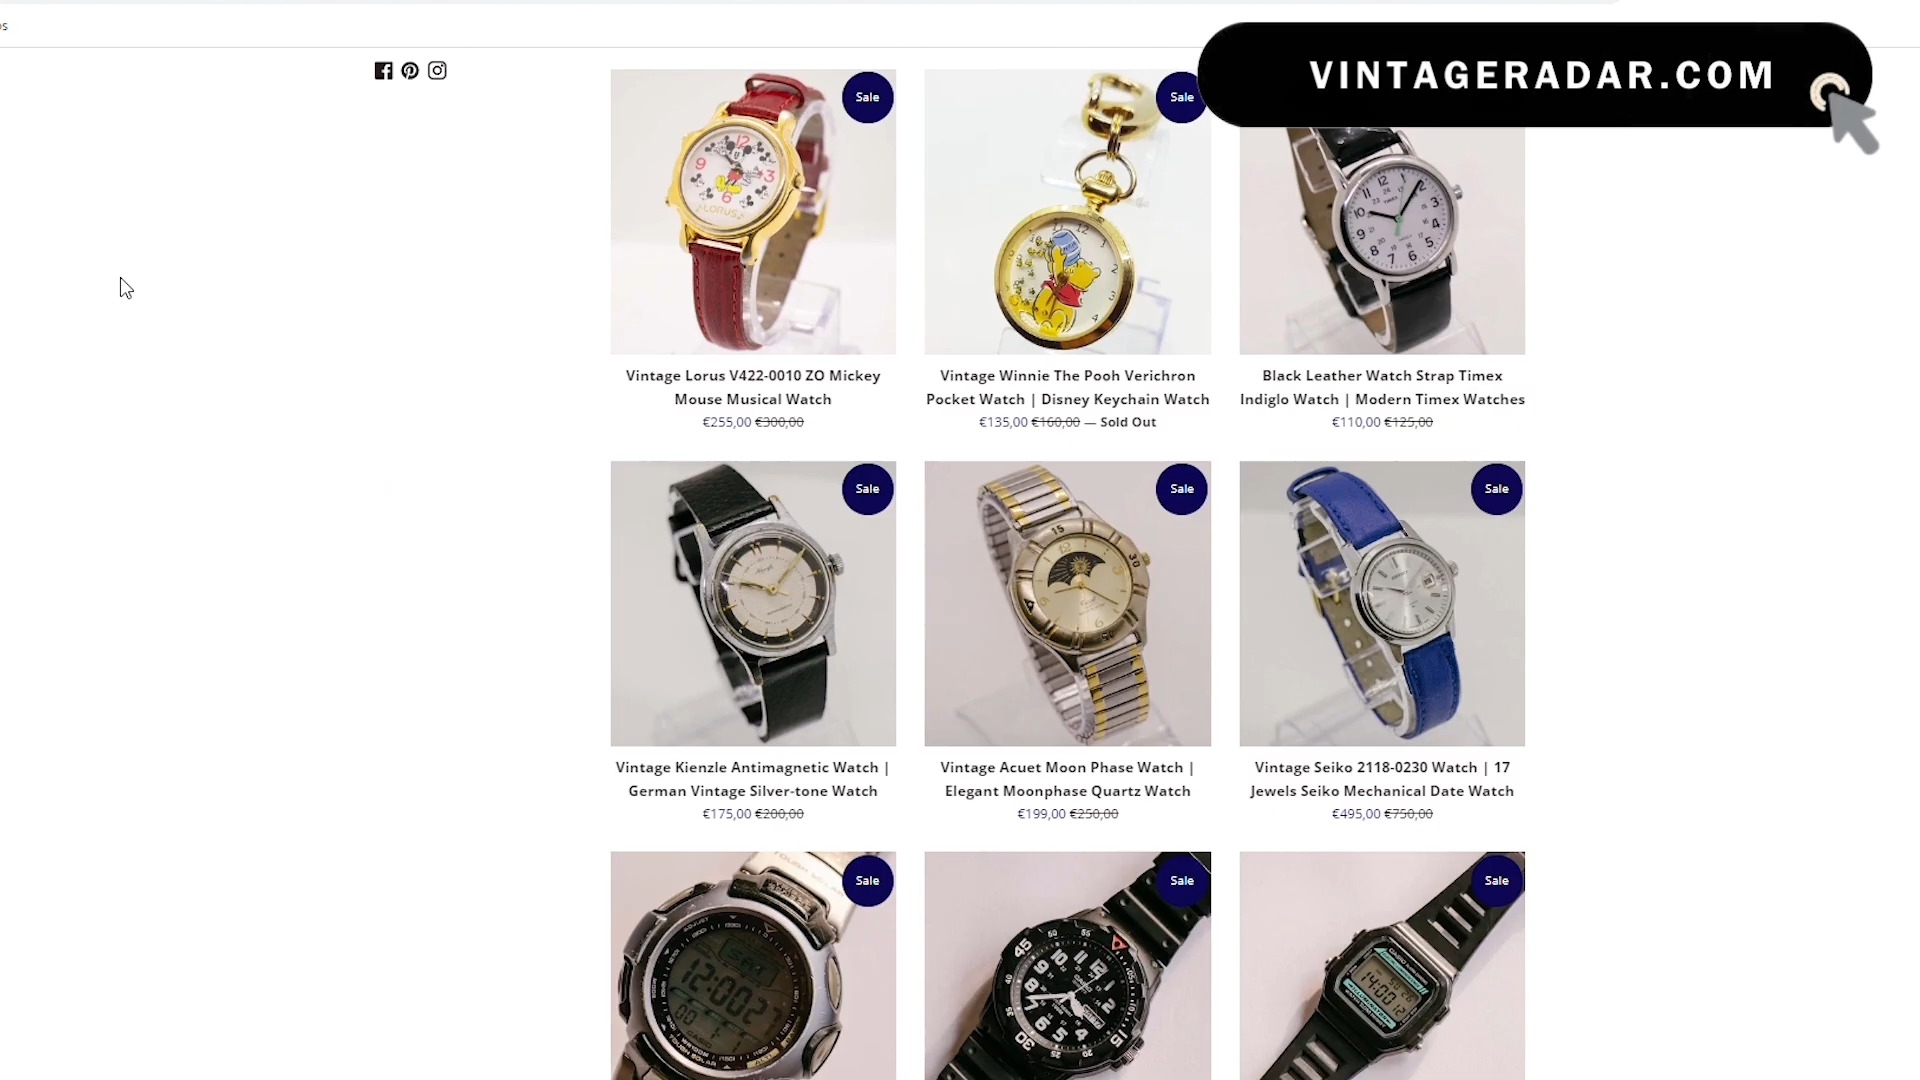 VINTAGERADAR.COM
Sale
Sale
Vintage Lorus V422-0010 ZO Mickey
Mouse Musical Watch
€255,00 €300,00
Vintage Winnie The Pooh Verichron
Pocket Watch | Disney Keychain Watch
€135,00 €160,00 — Sold Out
Black Leather Watch Strap Timex
Indiglo Watch | Modern Timex Watches
€110,00 €125,00
Sale
Sale
Sale
Vintage Kienzle Antimagnetic Watch |
German Vintage Silver-tone Watch
€175,00 €200,00
Vintage Acuet Moon Phase Watch |
Elegant Moonphase Quartz Watch
€199,00 €250,00
Vintage Seiko 2118-0230 Watch | 17
Jewels Seiko Mechanical Date Watch
€495,00 €750,00
Sale
Sale
Sale